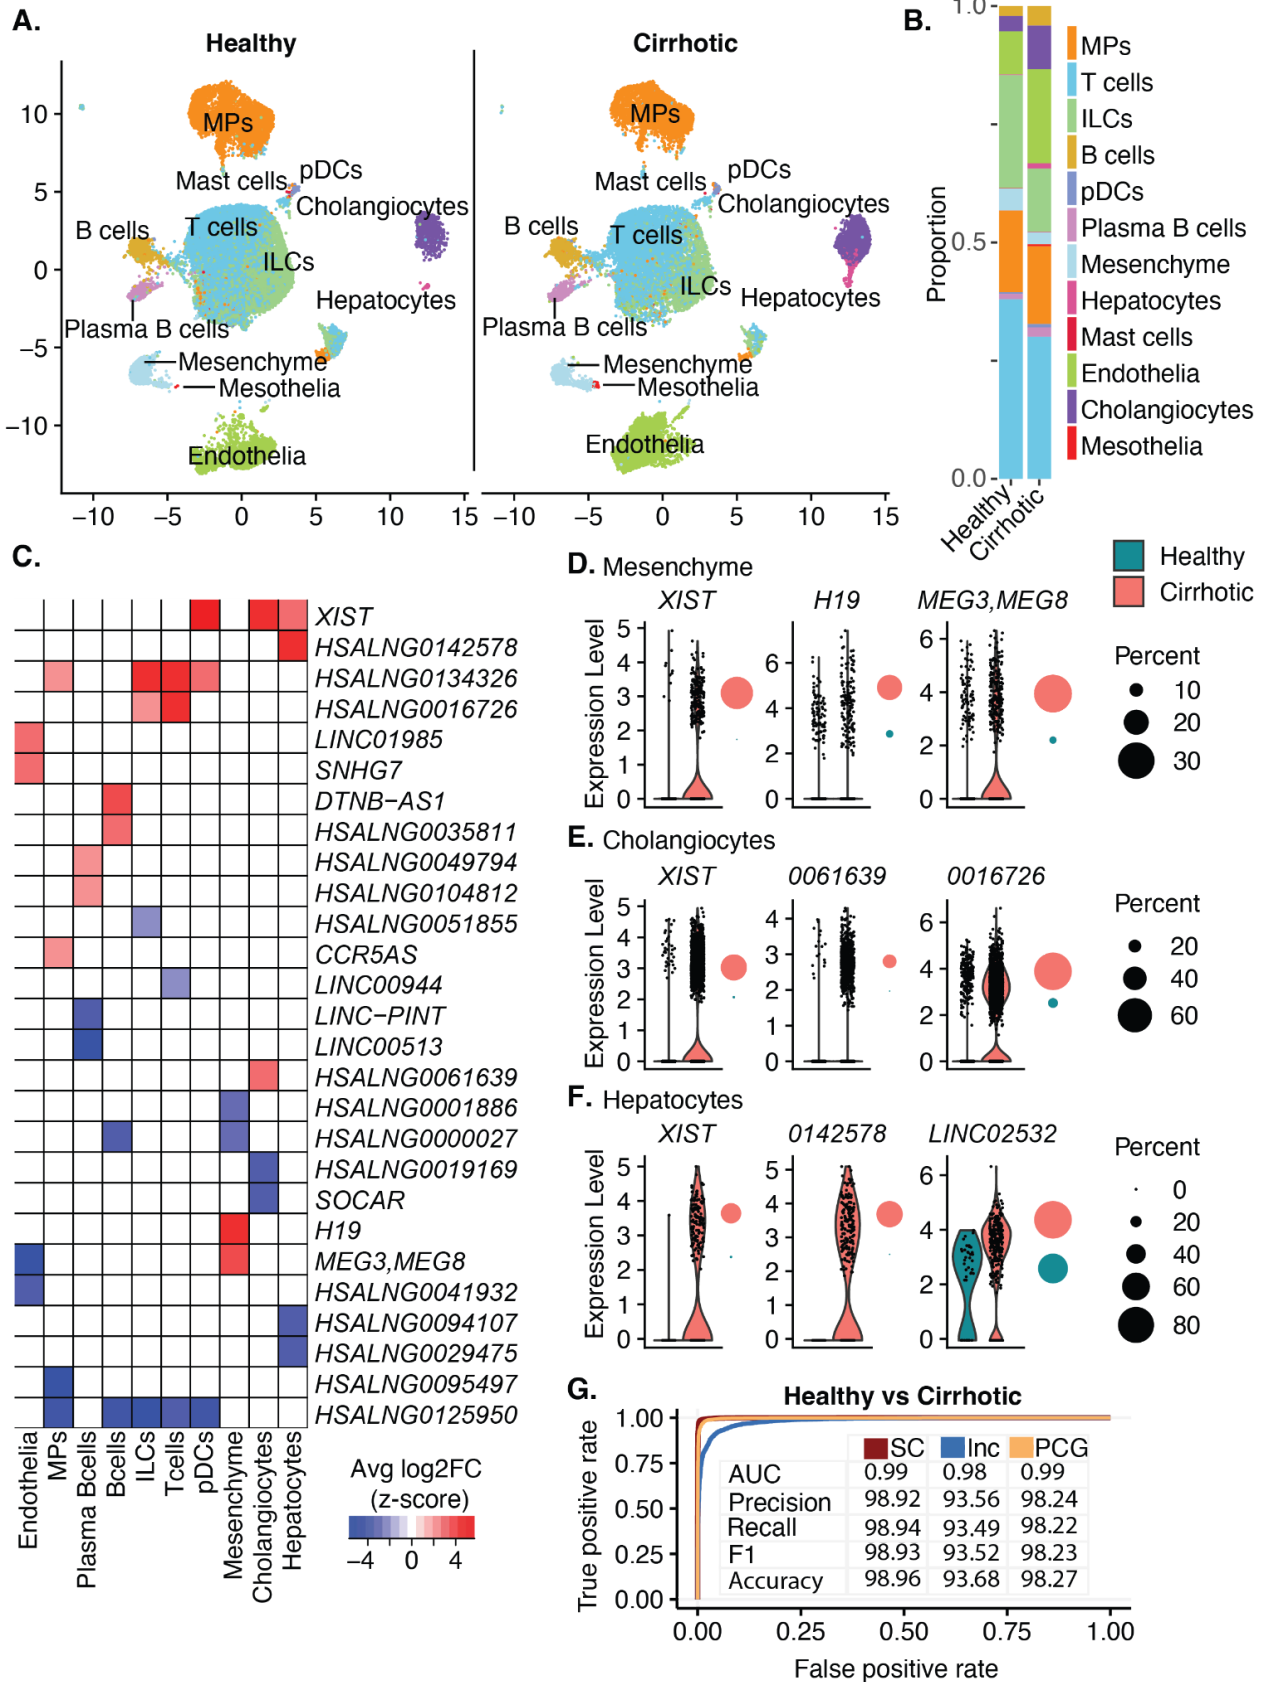 A.
Healthy
Cirrhotic
10
5
0
−5
−10
MPs
Mast cells
pDCs
Cholangiocytes
B cells
T cells
ILCs
Hepatocytes
Plasma B cells
Mesenchyme
Mesothelia
Endothelia
−10
−5
0
5
10
15
MPs
Mast cells
pDCs
Cholangiocytes
B cells
T cells
ILCs
Hepatocytes
Plasma B cells
Mesenchyme
Mesothelia
Endothelia
−10
−5
0
5
10
15
B.
1.0
0.5
0.0
Proportion
Healthy
Cirrhotic
MPs
T cells
ILCs
B cells
pDCs
Plasma B cells
Mesenchyme
Hepatocytes
Mast cells
Endothelia
Cholangiocytes
Mesothelia
C.
XIST
HSALNG0142578
HSALNG0134326
HSALNG0016726
LINC01985
SNHG7
DTNB−AS1
HSALNG0035811
HSALNG0049794
HSALNG0104812
HSALNG0051855
CCR5AS
LINC00944
LINC−PINT
LINC00513
HSALNG0061639
HSALNG0001886
HSALNG0000027
HSALNG0019169
SOCAR
H19
MEG3,MEG8
HSALNG0041932
HSALNG0094107
HSALNG0029475
HSALNG0095497
HSALNG0125950
Endothelia
MPs
Plasma Bcells
Bcells
ILCs
Tcells
pDCs
Mesenchyme
Cholangiocytes
Hepatocytes
Avg log2FC
(z−score)
−4 0 4
Healthy
Cirrhotic
D. Mesenchyme
XIST H19 MEG3,MEG8
Expression Level
5
4
3
2
1
0
6
4
2
0
6
4
2
0
Percent
10
20
30
E. Cholangiocytes
XIST 0061639 0016726
Expression Level
5
4
3
2
1
0
4
3
2
1
0
6
4
2
0
Percent
20
40
60
F. Hepatocytes
XIST 0142578 LINC02532
Expression Level
5
4
3
2
1
0
5
4
3
2
1
0
6
4
2
0
Percent
0
20
40
60
80
G.
Healthy vs Cirrhotic
True positive rate
1.00
0.75
0.50
0.25
0.00
SC lnc PCG
AUC 0.99 0.98 0.99
Precision 98.92 93.56 98.24
Recall 98.94 93.49 98.22
F1 98.93 93.52 98.23
Accuracy 98.96 93.68 98.27
0.00 0.25 0.50 0.75 1.00
False positive rate